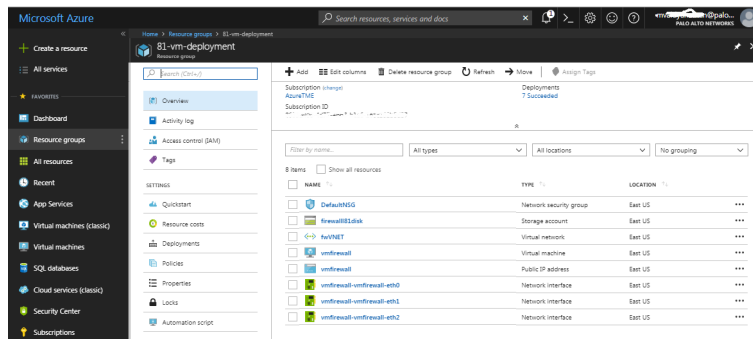 Microsoft Azure
Search resources, services and docs
PALO ALTO NETWORKS
Home > Resource groups > 81-vm-deployment
81-vm-deployment
Resource group
Create a resource
All services
FAVORITES
Dashboard
Resource groups
All resources
Recent
App Services
Virtual machines (classic)
Virtual machines
SQL databases
Cloud services (classic)
Security Center
Subscriptions
Search (Ctrl+/)
Overview
Activity log
Access control (IAM)
Tags
SETTINGS
Quickstart
Resource costs
Deployments
Policies
Properties
Locks
Automation script
Add Edit columns Delete resource group Refresh Move Assign Tags
Subscription (change) Deployments
AzureTME 7 Succeeded
Subscription ID
Filter by name... All types All locations No grouping
8 items Show all resources
NAME TYPE LOCATION
DefaultNSG Network security group East US
firewall81disk Storage account East US
fwVNET Virtual network East US
vmfirewall Virtual machine East US
vmfirewall Public IP address East US
vmfirewall-vmfirewall-eth0 Network interface East US
vmfirewall-vmfirewall-eth1 Network interface East US
vmfirewall-vmfirewall-eth2 Network interface East US